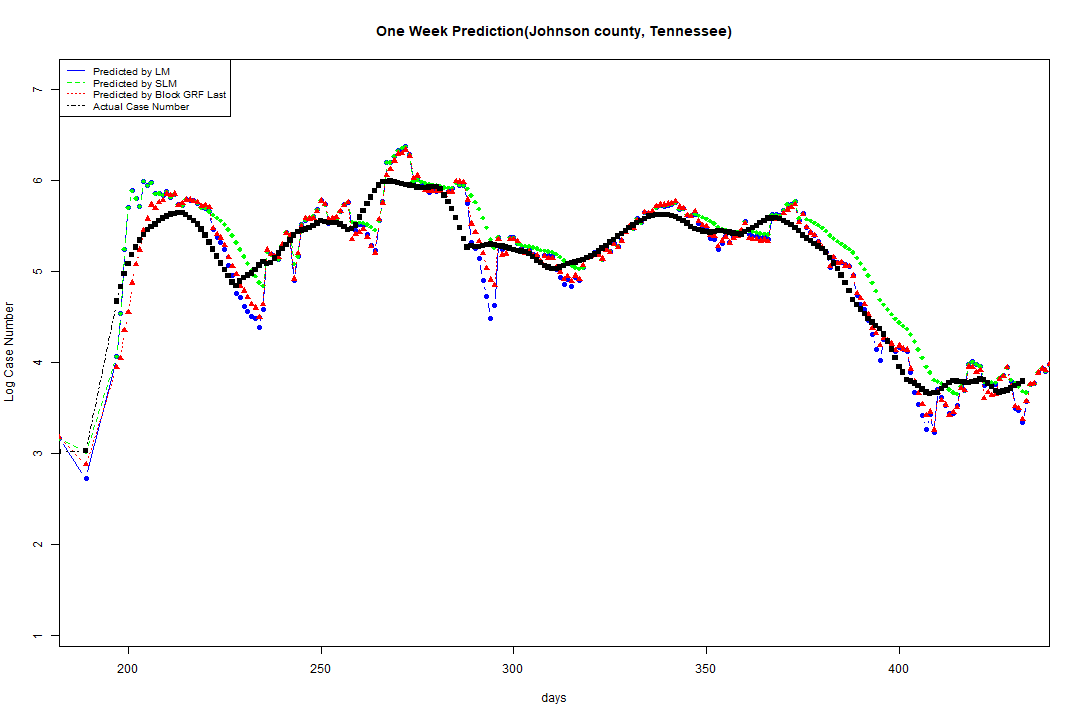 One Week Prediction(Johnson county, Tennessee)
Predicted by LM
Predicted by SLM
Predicted by Block GRF Last
Actual Case Number
7
6
5
4
3
2
1
Log Case Number
200 250 300 350 400
days